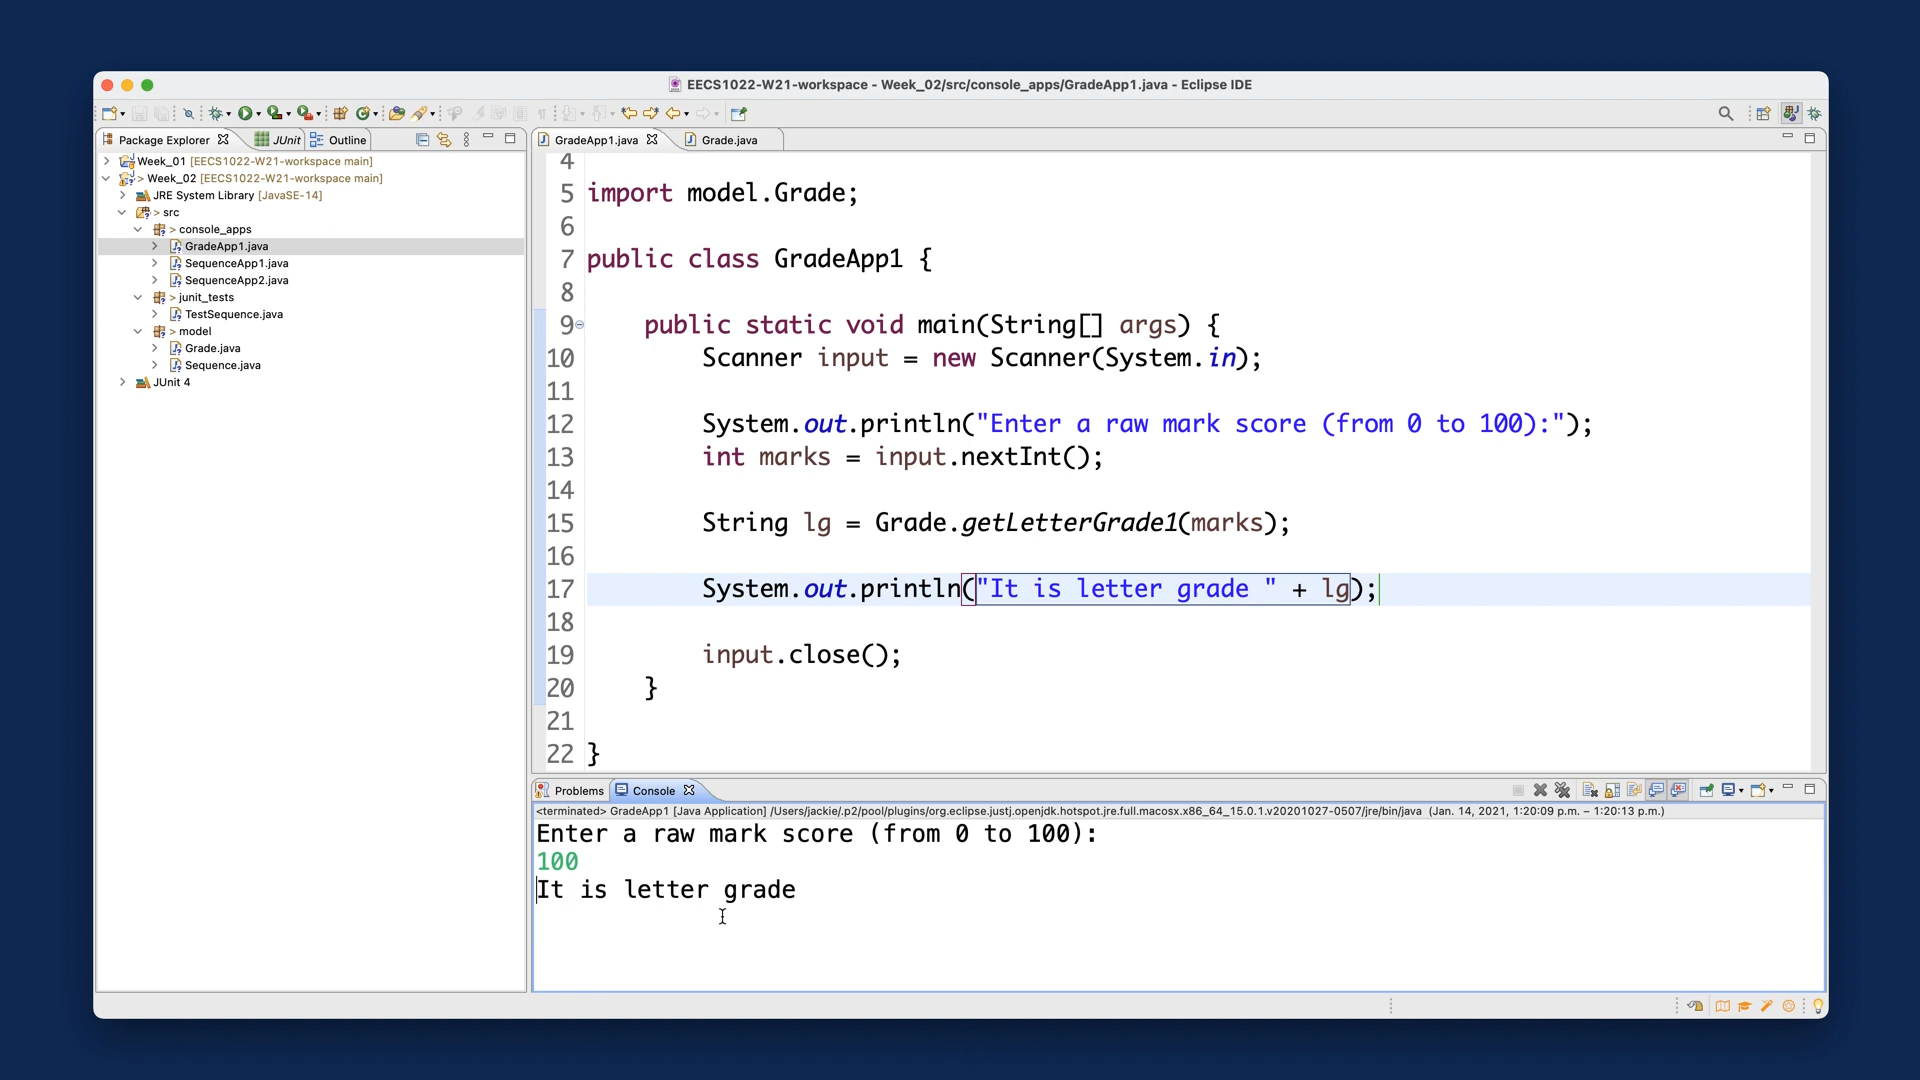 EECS1022-W21-workspace - Week_02/src/console_apps/GradeApp1.java - Eclipse IDE
Package Explorer
JUnit
Outline
GradeApp1.java
Grade.java
Week_01 [EECS1022-W21-workspace main]
> Week_02 [EECS1022-W21-workspace main]
JRE System Library [JavaSE-14]
> src
> console_apps
GradeApp1.java
SequenceApp1.java
SequenceApp2.java
> junit_tests
TestSequence.java
> model
Grade.java
Sequence.java
JUnit 4
4
5 import model.Grade;
6
7 public class GradeApp1 {
8
9 public static void main(String[] args) {
10 Scanner input = new Scanner(System.in);
11
12 System.out.println("Enter a raw mark score (from 0 to 100):");
13 int marks = input.nextInt();
14
15 String lg = Grade.getLetterGrade1(marks);
16
17 System.out.println("It is letter grade " + lg);
18
19 input.close();
20 }
21
22 }
Problems
Console
<terminated> GradeApp1 [Java Application] /Users/jackie/.p2/pool/plugins/org.eclipse.justj.openjdk.hotspot.jre.full.macosx.x86_64_15.0.1.v20201027-0507/jre/bin/java (Jan. 14, 2021, 1:20:09 p.m. – 1:20:13 p.m.)
Enter a raw mark score (from 0 to 100):
100
It is letter grade